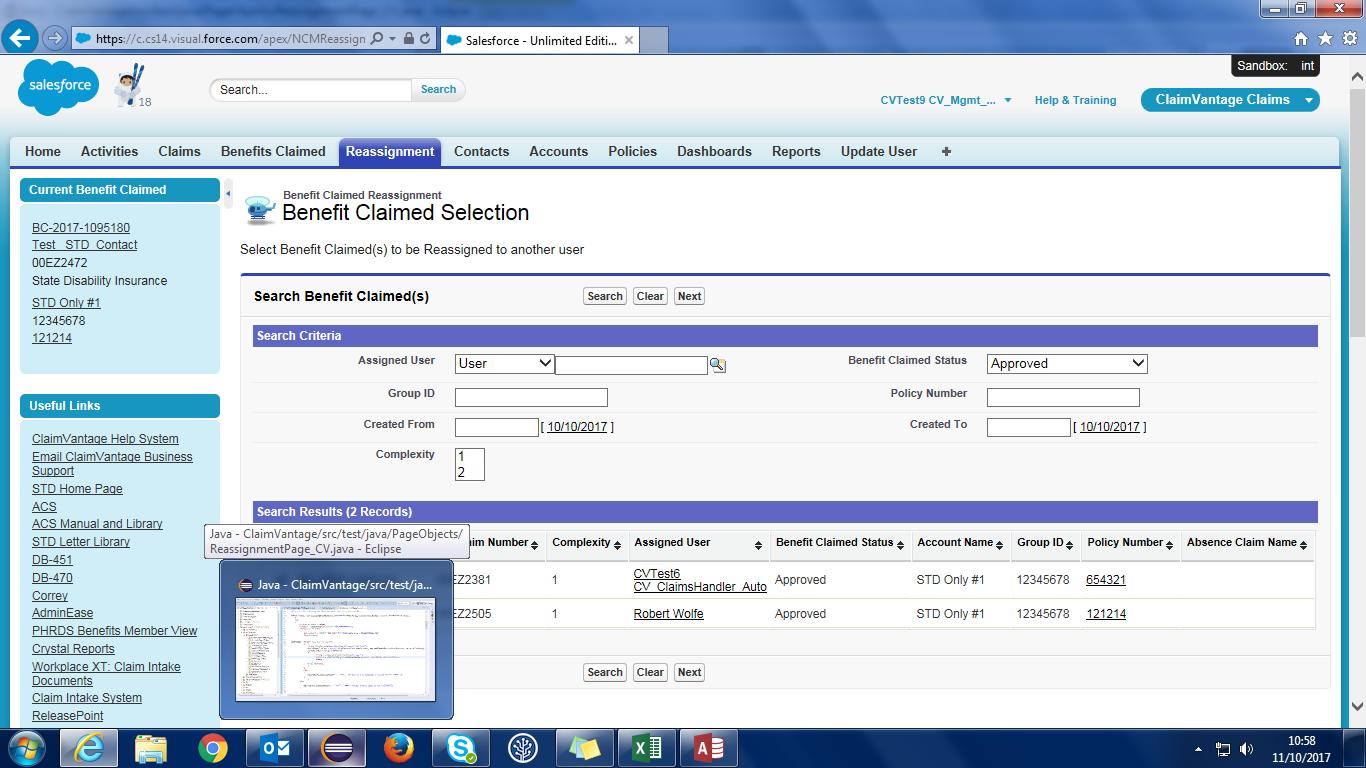 https://c.cs14.visual.force.com/apex/NCMReassign
Salesforce - Unlimited Editi...
Sandbox: int
salesforce
18
Search...
Search
CVTest9 CV_Mgmt_...
Help & Training
ClaimVantage Claims
Home Activities Claims Benefits Claimed Reassignment Contacts Accounts Policies Dashboards Reports Update User +
Current Benefit Claimed
BC-2017-1095180
Test_ STD_Contact
00EZ2472
State Disability Insurance
STD Only #1
12345678
121214
Useful Links
ClaimVantage Help System
Email ClaimVantage Business
Support
STD Home Page
ACS
ACS Manual and Library
STD Letter Library
DB-451
DB-470
Correy
AdminEase
PHRDS Benefits Member View
Crystal Reports
Workplace XT: Claim Intake
Documents
Claim Intake System
ReleasePoint
Benefit Claimed Reassignment
Benefit Claimed Selection
Select Benefit Claimed(s) to be Reassigned to another user
Search Benefit Claimed(s) Search Clear Next
Search Criteria
Assigned User User Benefit Claimed Status Approved
Group ID Policy Number
Created From [ 10/10/2017 ] Created To [ 10/10/2017 ]
Complexity 1
2
Search Results (2 Records)
Number Complexity Assigned User Benefit Claimed Status Account Name Group ID Policy Number Absence Claim Name
EZ2381 1 CVTest6
CV_ClaimsHandler_Auto Approved STD Only #1 12345678 654321
EZ2505 1 Robert Wolfe Approved STD Only #1 12345678 121214
Search Clear Next
Java - ClaimVantage/src/test/java/PageObjects/
ReassignmentPage_CV.java - Eclipse
Java - ClaimVantage/src/test/ja...
10:58
11/10/2017